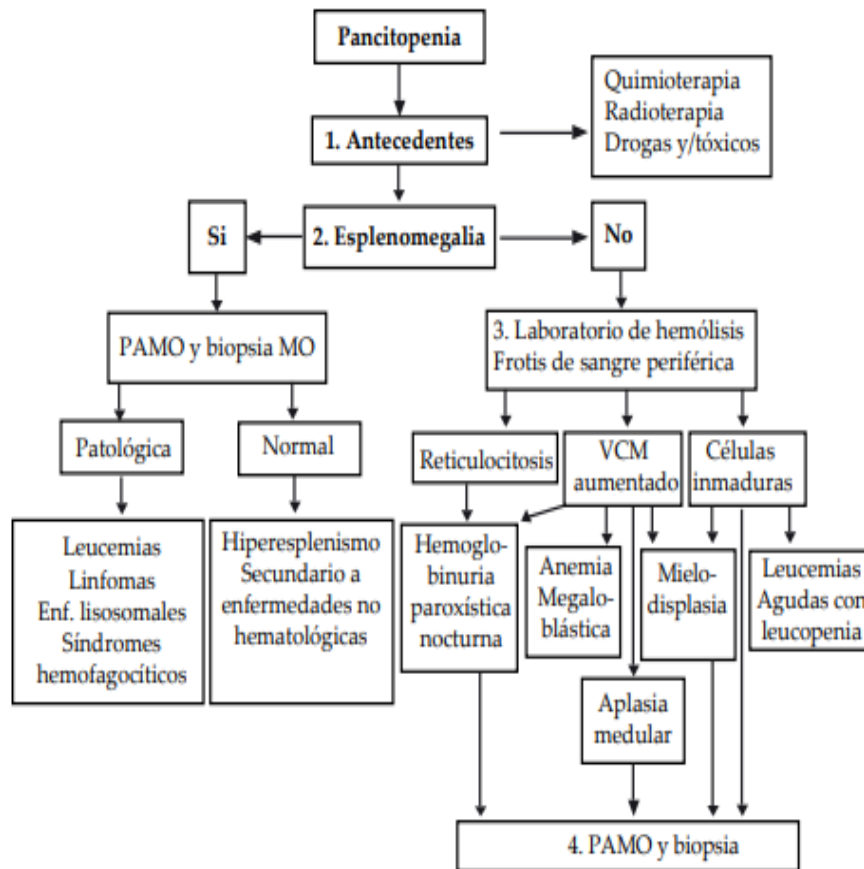 Pancitopenia
Quimioterapia
Radioterapia
Drogas y/tóxicos
1. Antecedentes
Si
2. Esplenomegalia
No
PAMO y biopsia MO
3. Laboratorio de hemólisis
Frotis de sangre periférica
Patológica
Normal
Reticulocitosis
VCM
aumentado
Células
inmaduras
Leucemias
Linfomas
Enf. lisosomales
Síndromes
hemofagocíticos
Hiperesplenismo
Secundario a
enfermedades no
hematológicas
Hemoglo-
binuria
paroxística
nocturna
Anemia
Megalo-
blástica
Mielo-
displasia
Leucemias
Agudas con
leucopenia
Aplasia
medular
4. PAMO y biopsia